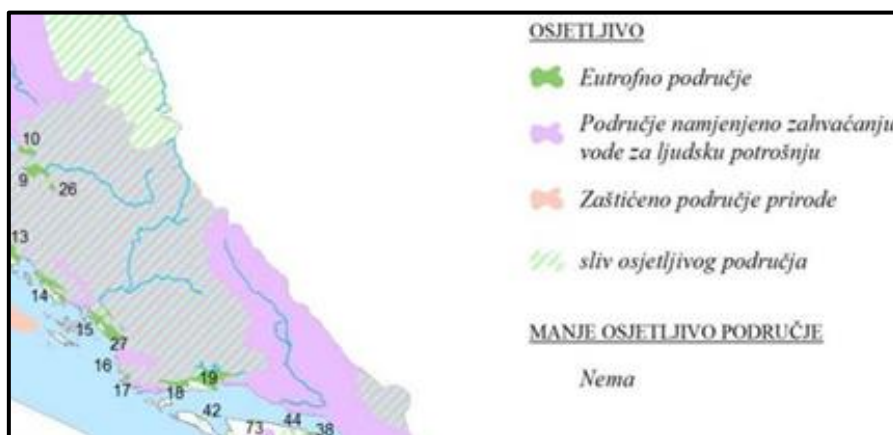 OSJETLJIVO
Eutrofno područje
Područje namjenjeno zahvaćanju
vode za ljudsku potrošnju
Zaštićeno područje prirode
sliv osjetljivog područja
MANJE OSJETLJIVO PODRUČJE
Nema
10
9
26
13
14
15
27
16
17
18
19
42
44
73
38